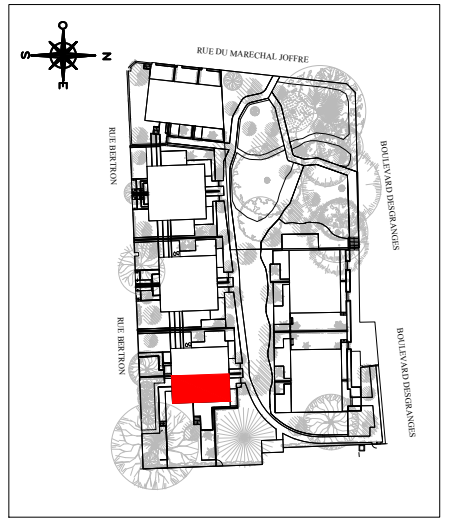 RUE DU MARECHAL JOFFRE
O
S
N
E
RUE BERTRON
BOULEVARD DESGRANGES
RUE BERTRON
BOULEVARD DESGRANGES